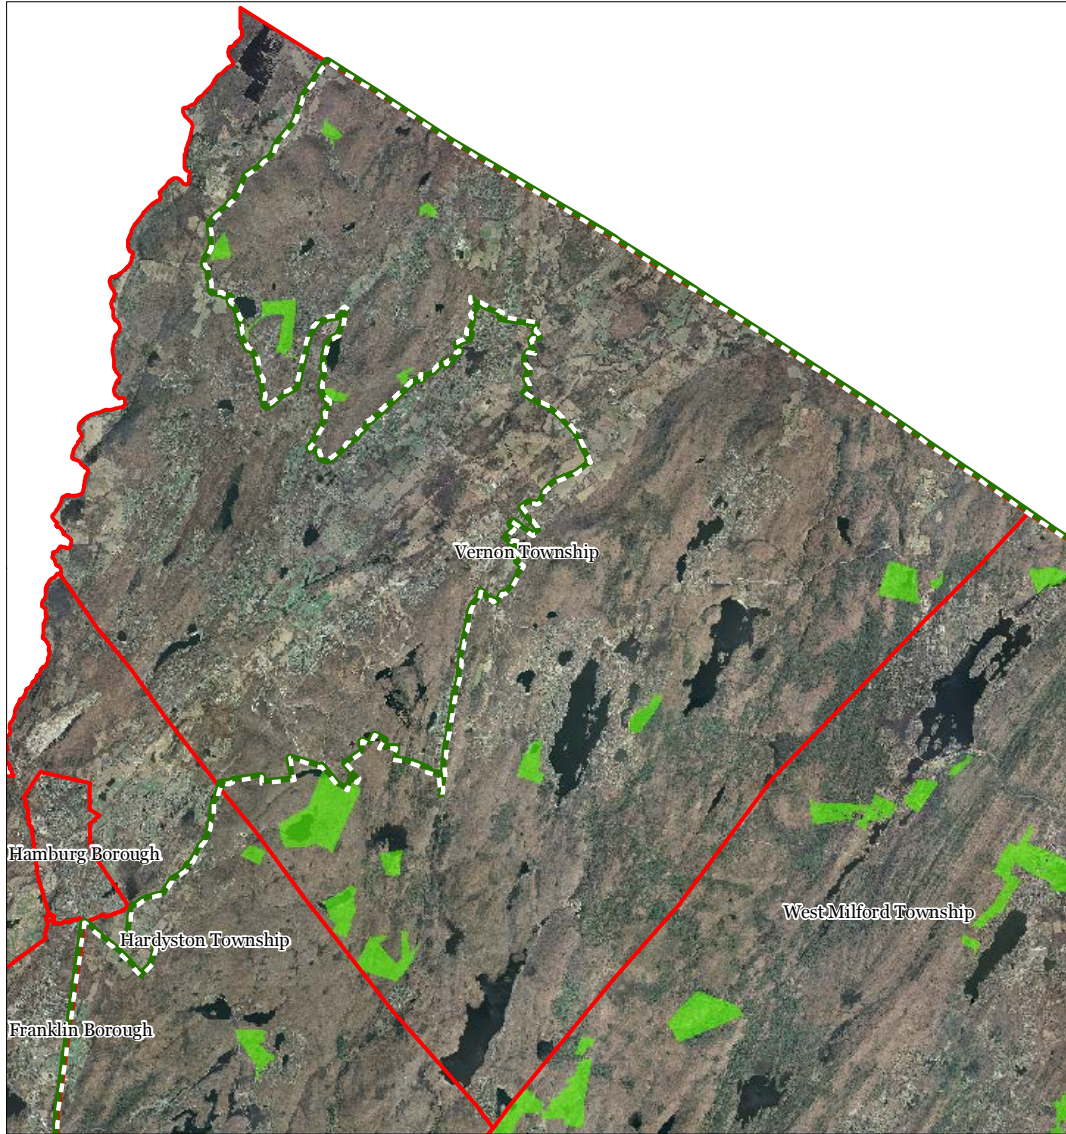 Vernon Township
Hamburg Borough
West Milford Township
Hardyston Township
Franklin Borough